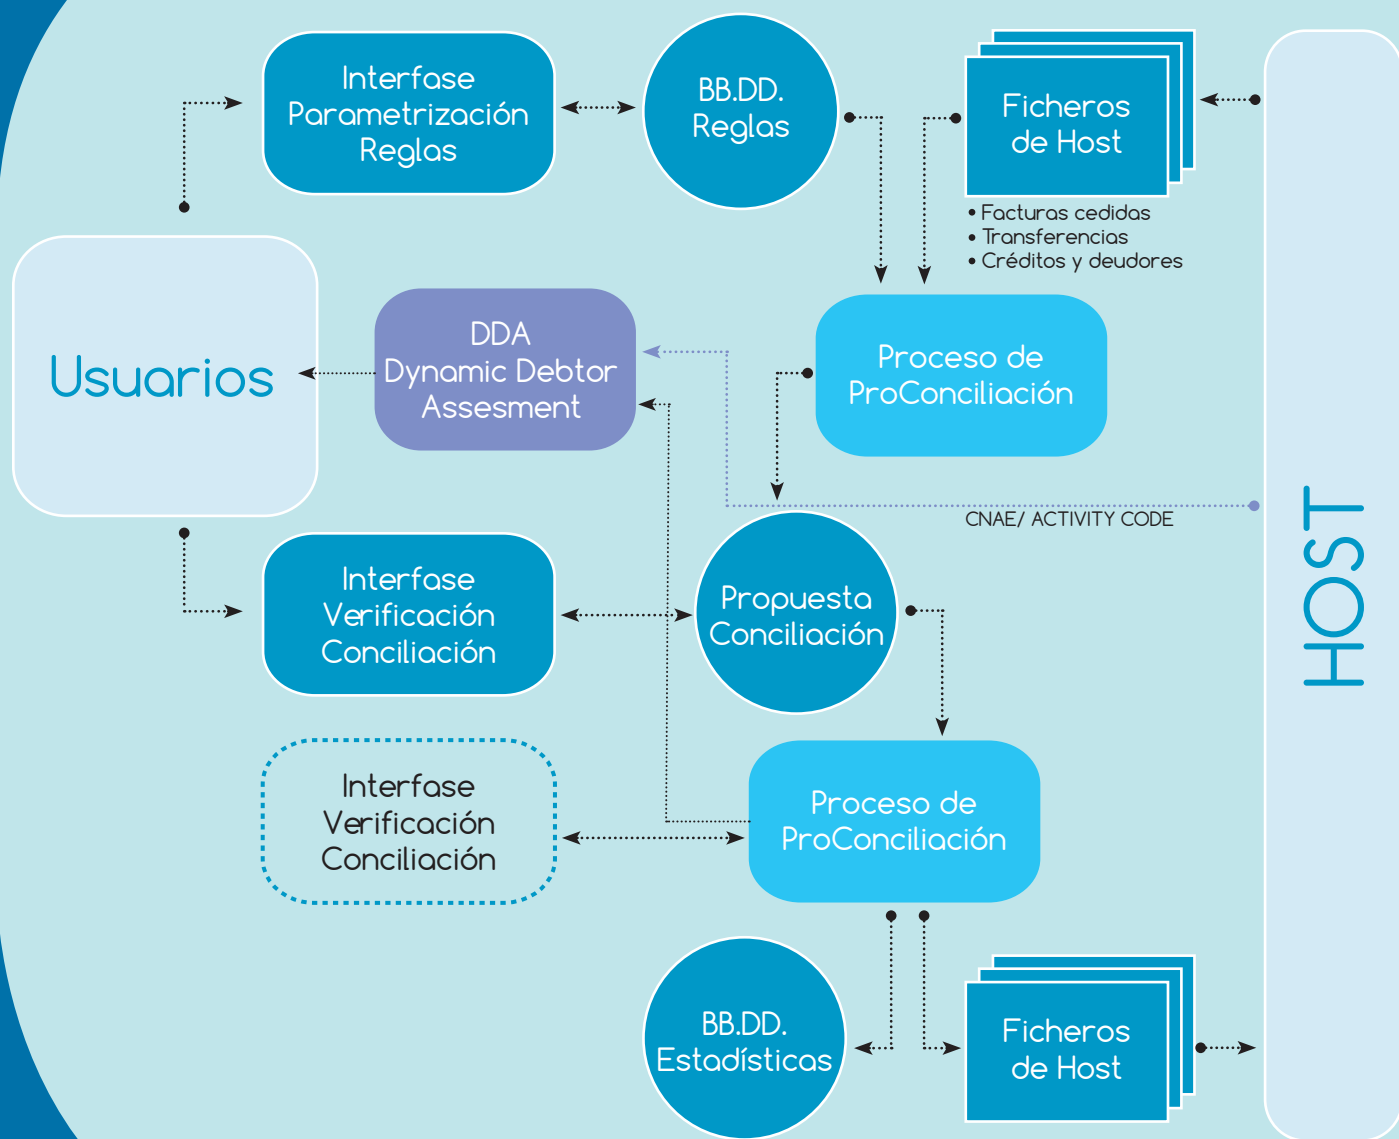 Interfase
Parametrización
Reglas
BB.DD.
Reglas
Ficheros
de Host
• Facturas cedidas
• Transferencias
• Créditos y deudores
Usuarios
DDA
Dynamic Debtor
Assesment
Proceso de
ProConciliación
CNAE/ ACTIVITY CODE
HOST
Interfase
Verificación
Conciliación
Propuesta
Conciliación
Interfase
Verificación
Conciliación
Proceso de
ProConciliación
BB.DD.
Estadísticas
Ficheros
de Host